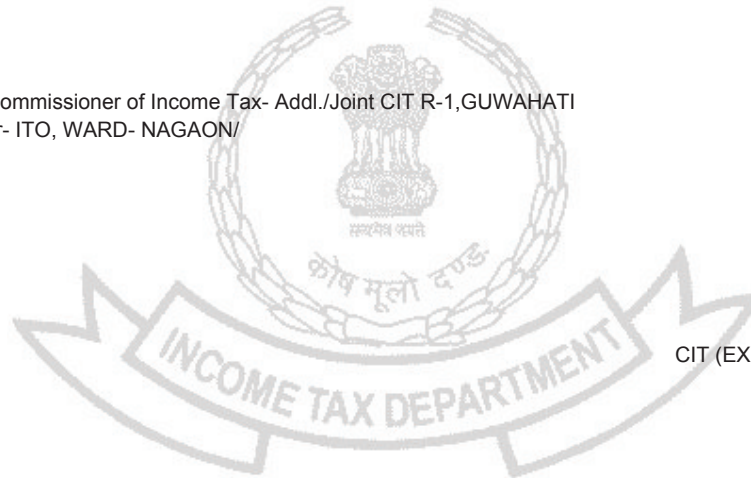 ommissioner of Income Tax- Addl./Joint CIT R-1,GUWAHATI
r- ITO, WARD- NAGAON/
सत्यमेव जयते
कोष मूलो दण्ड:
INCOME TAX DEPARTMENT
CIT (EX